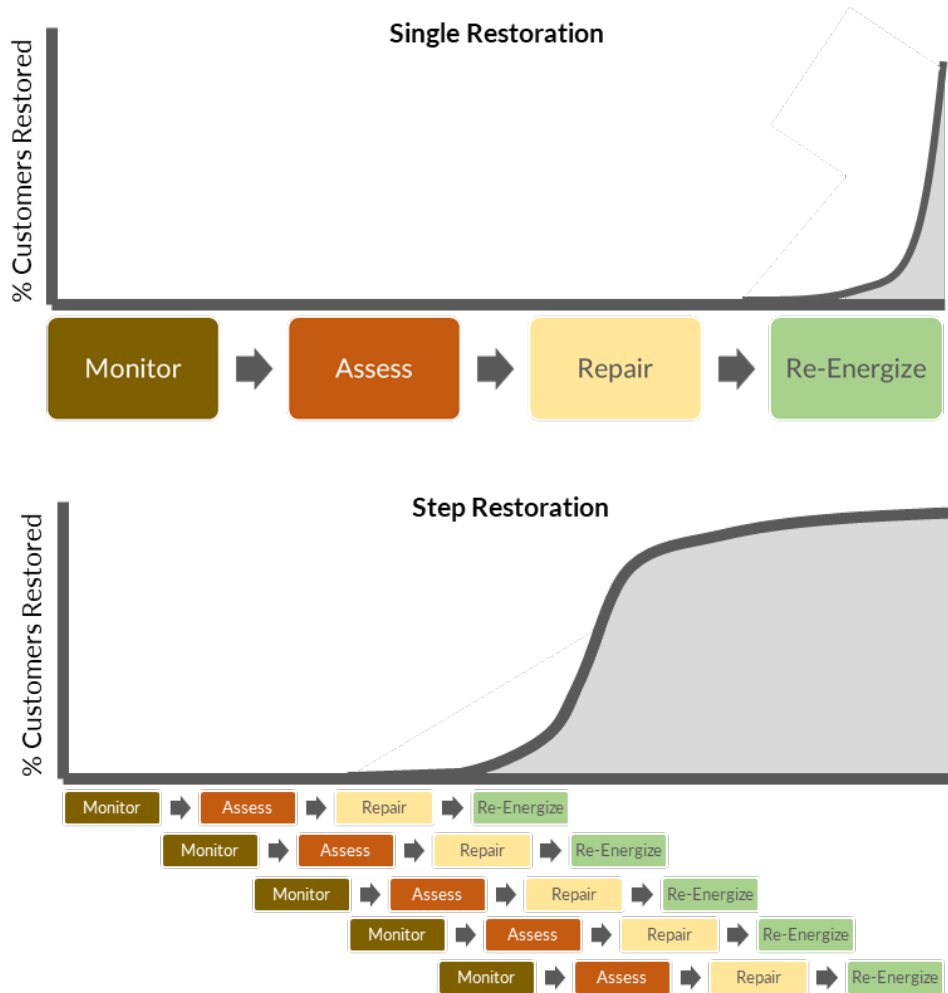 Single Restoration
% Customers Restored
Monitor Assess Repair Re-Energize
Step Restoration
% Customers Restored
Monitor Assess Repair Re-Energize
Monitor Assess Repair Re-Energize
Monitor Assess Repair Re-Energize
Monitor Assess Repair Re-Energize
Monitor Assess Repair Re-Energize